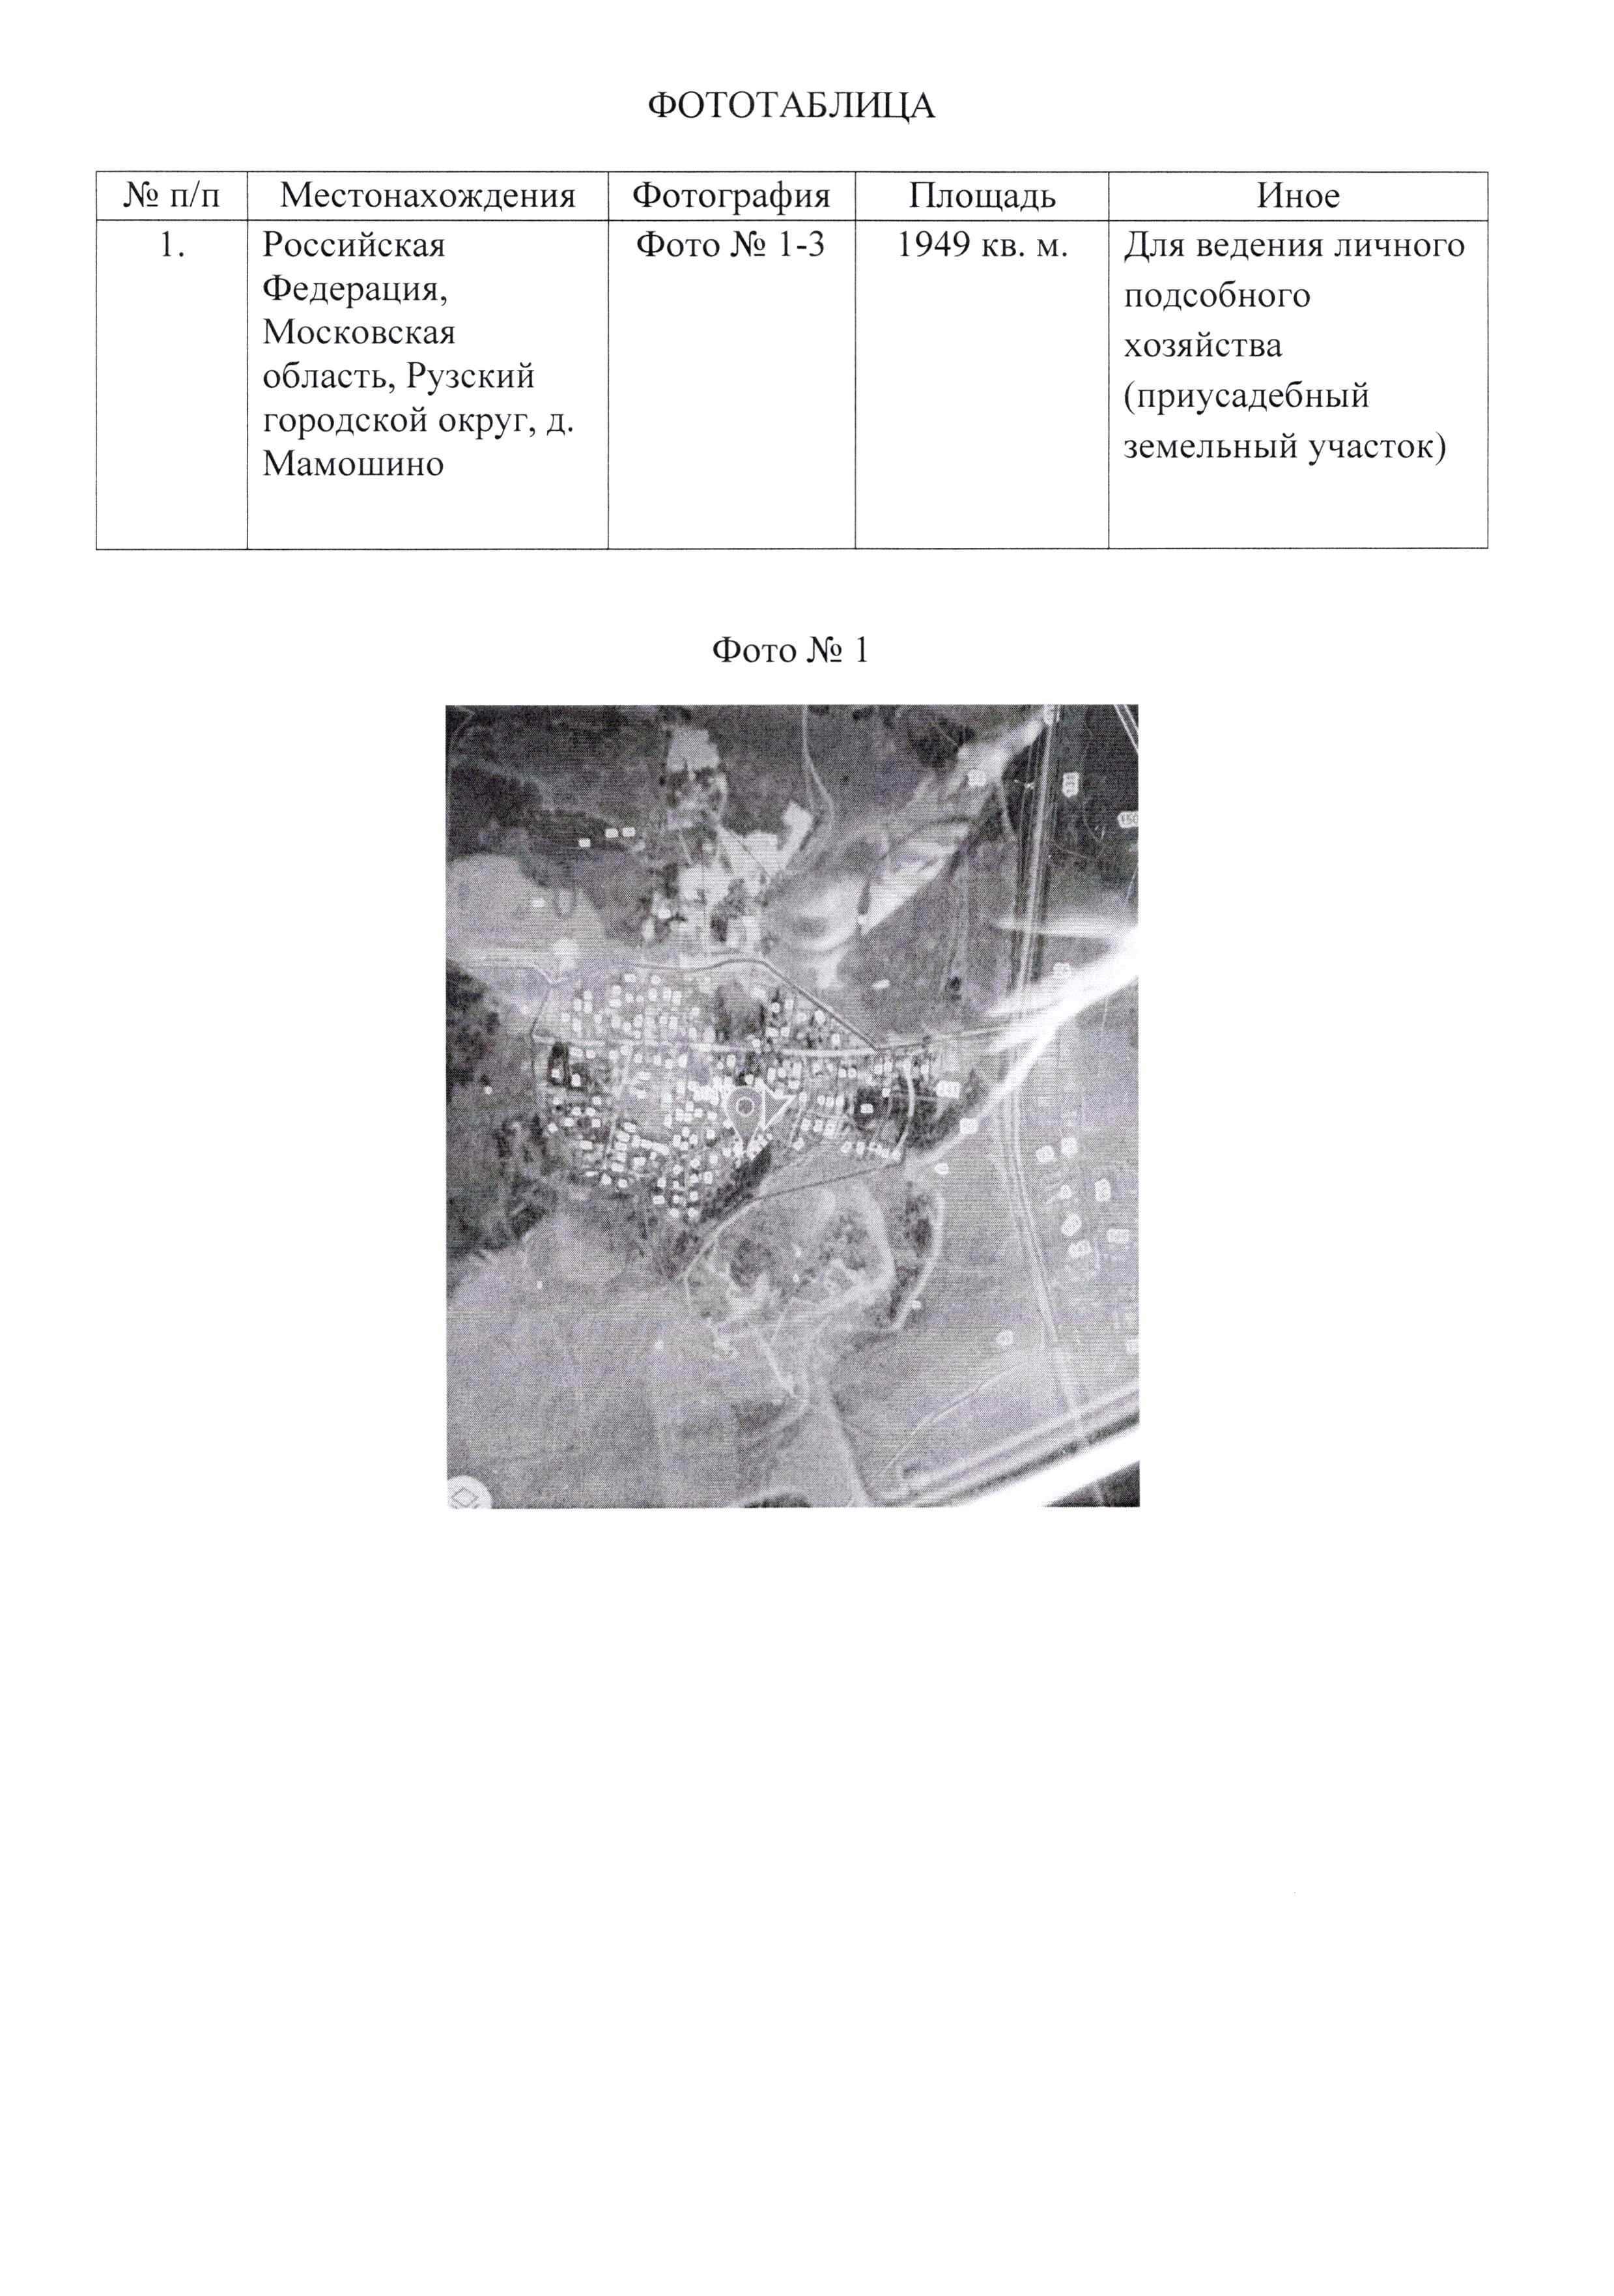 ФОТОТАБЛИЦА
№ п/п Местонахождения Фотография Площадь Иное
1.
Российская
Федерация,
Московская
область, Рузский
городской округ, д.
Мамошино
Фото № 1-3
1949 кв. м.
Для ведения личного
подсобного
хозяйства
(приусадебный
земельный участок)
Фото № 1